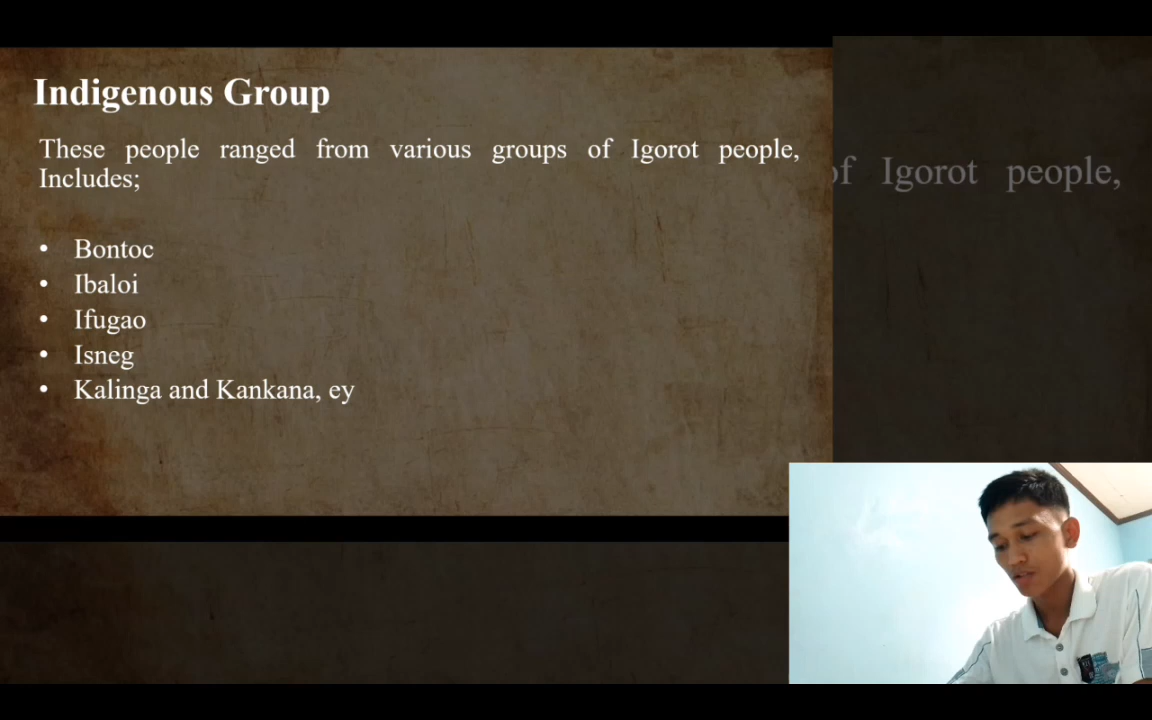 Indigenous Group
These people ranged from various groups of Igorot people,
Includes;
• Bontoc
• Ibaloi
• Ifugao
• Isneg
• Kalinga and Kankana, ey
of Igorot people,